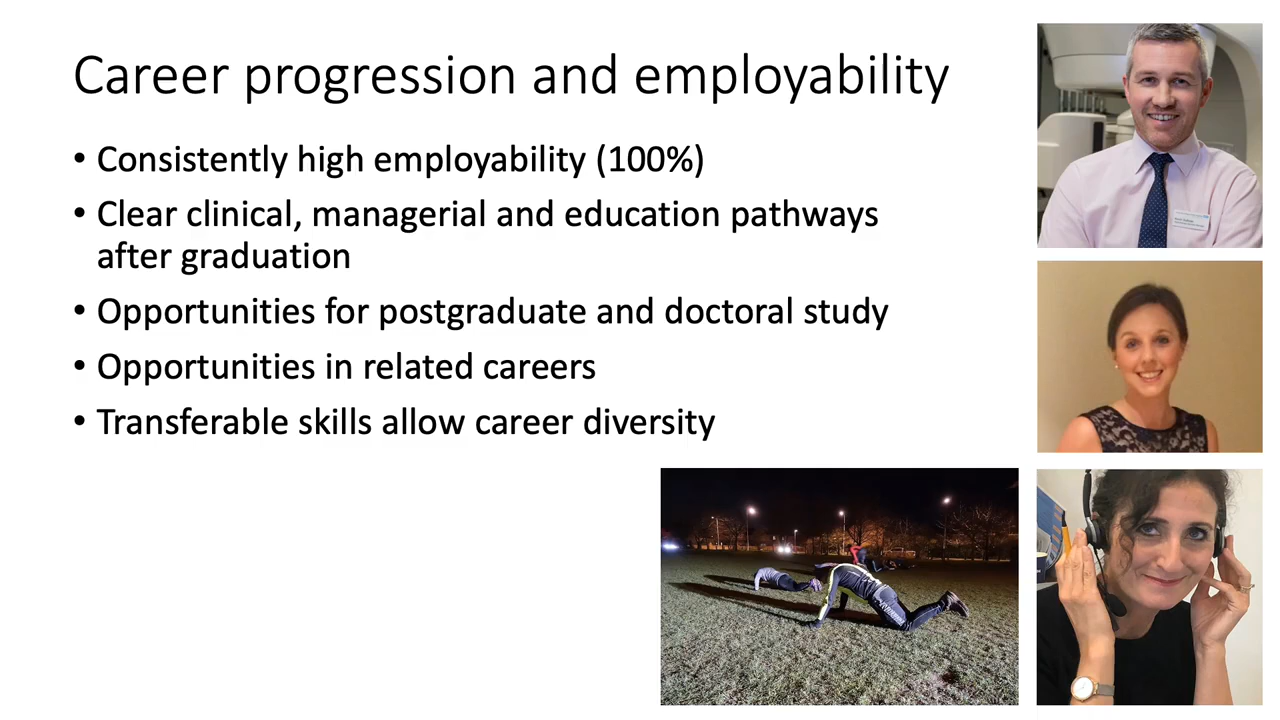 Career progression and employability
• Consistently high employability (100%)
• Clear clinical, managerial and education pathways
after graduation
• Opportunities for postgraduate and doctoral study
• Opportunities in related careers
• Transferable skills allow career diversity